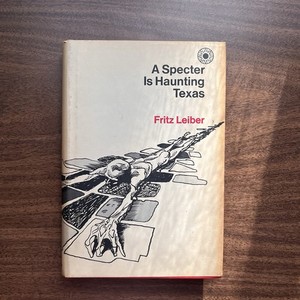 A Specter
Is Haunting
Texas
Fritz Leiber